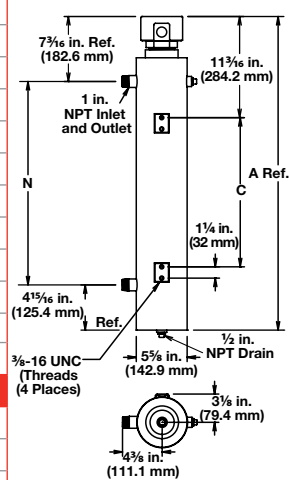 7³⁄₁₆ in. Ref.
(182.6 mm)
11³⁄₁₆ in.
(284.2 mm)
1 in.
NPT Inlet
and Outlet
A Ref.
N
C
1¼ in.
(32 mm)
4¹⁵⁄₁₆ in.
(125.4 mm)
Ref.
⅜-16 UNC
(Threads
(4 Places)
½ in.
NPT Drain
5⅝ in.
(142.9 mm)
3⅛ in.
(79.4 mm)
4⅜ in.
(111.1 mm)